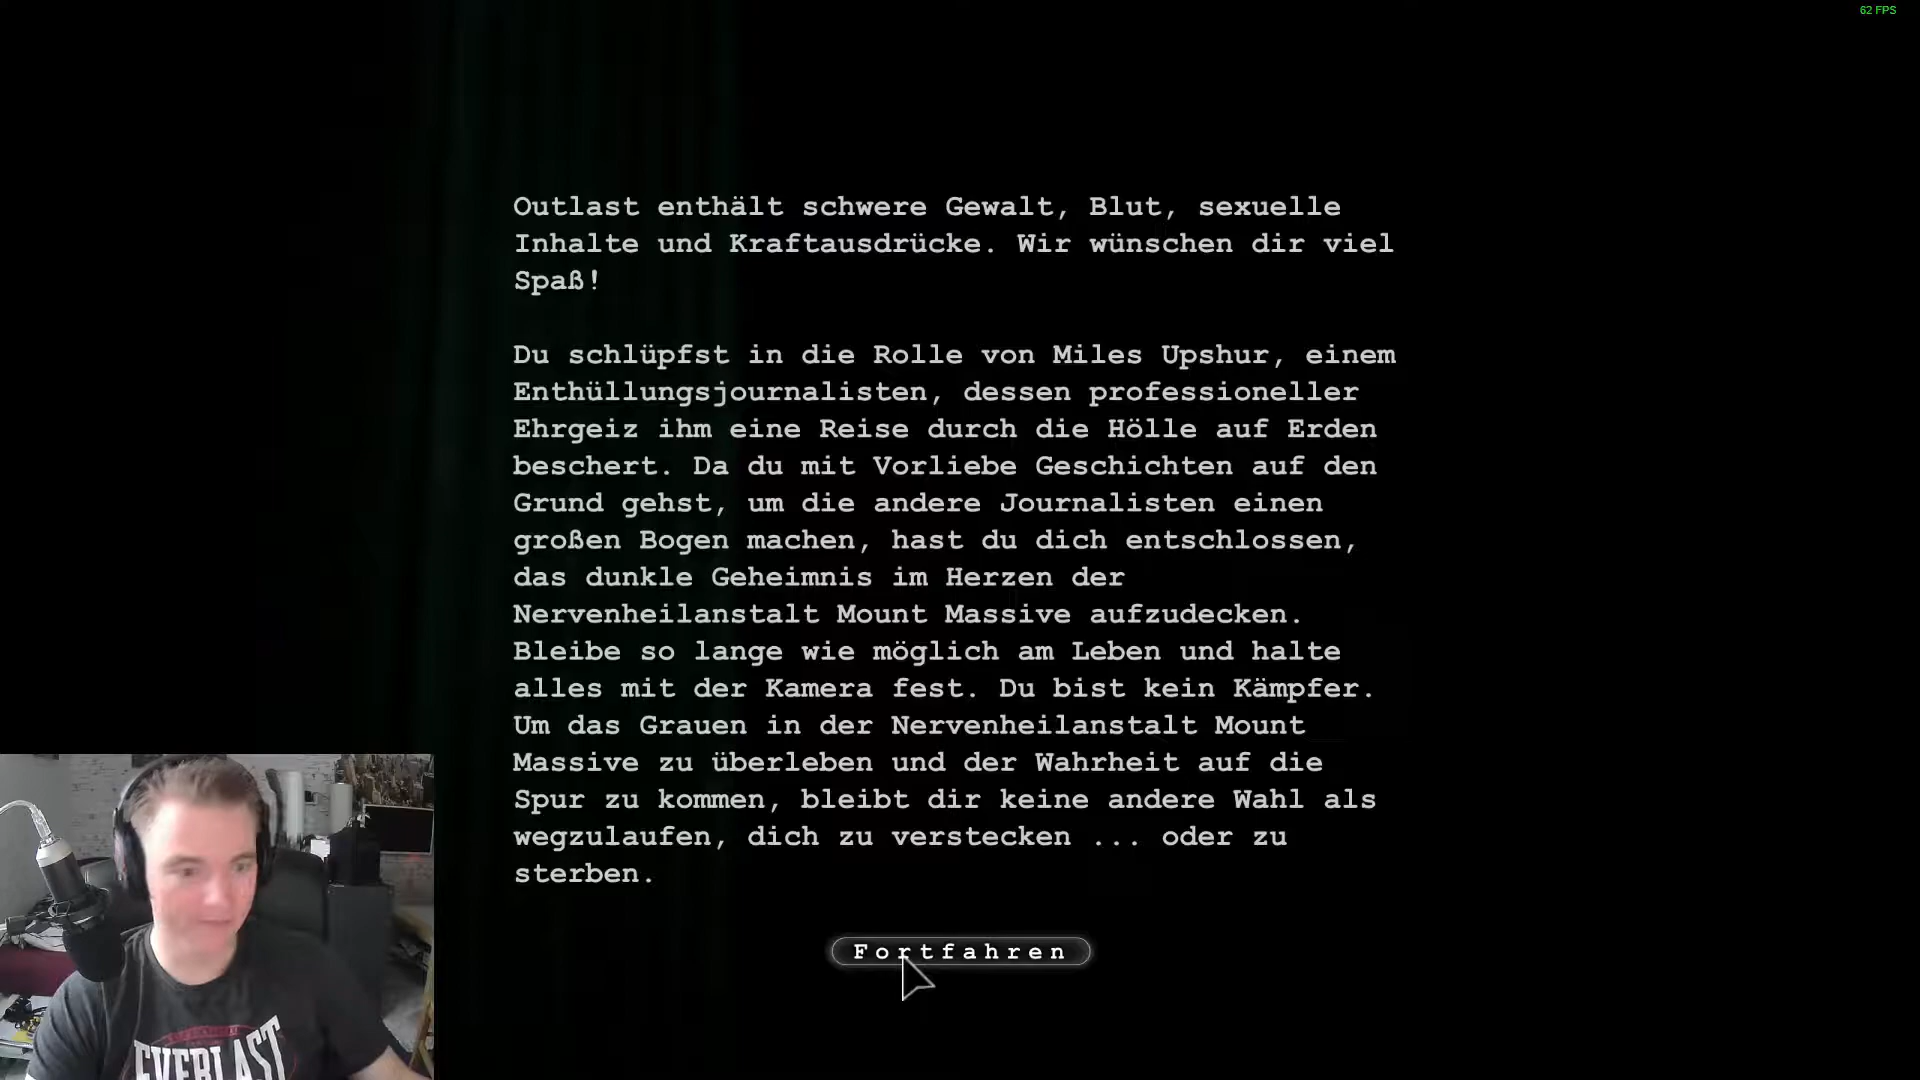 62 FPS
Outlast enthält schwere Gewalt, Blut, sexuelle
Inhalte und Kraftausdrücke. Wir wünschen dir viel
Spaß!
Du schlüpfst in die Rolle von Miles Upshur, einem
Enthüllungsjournalisten, dessen professioneller
Ehrgeiz ihm eine Reise durch die Hölle auf Erden
beschert. Da du mit Vorliebe Geschichten auf den
Grund gehst, um die andere Journalisten einen
großen Bogen machen, hast du dich entschlossen,
das dunkle Geheimnis im Herzen der
Nervenheilanstalt Mount Massive aufzudecken.
Bleibe so lange wie möglich am Leben und halte
alles mit der Kamera fest. Du bist kein Kämpfer.
Um das Grauen in der Nervenheilanstalt Mount
Massive zu überleben und der Wahrheit auf die
Spur zu kommen, bleibt dir keine andere Wahl als
wegzulaufen, dich zu verstecken ... oder zu
sterben.
Fortfahren
EVERLAST